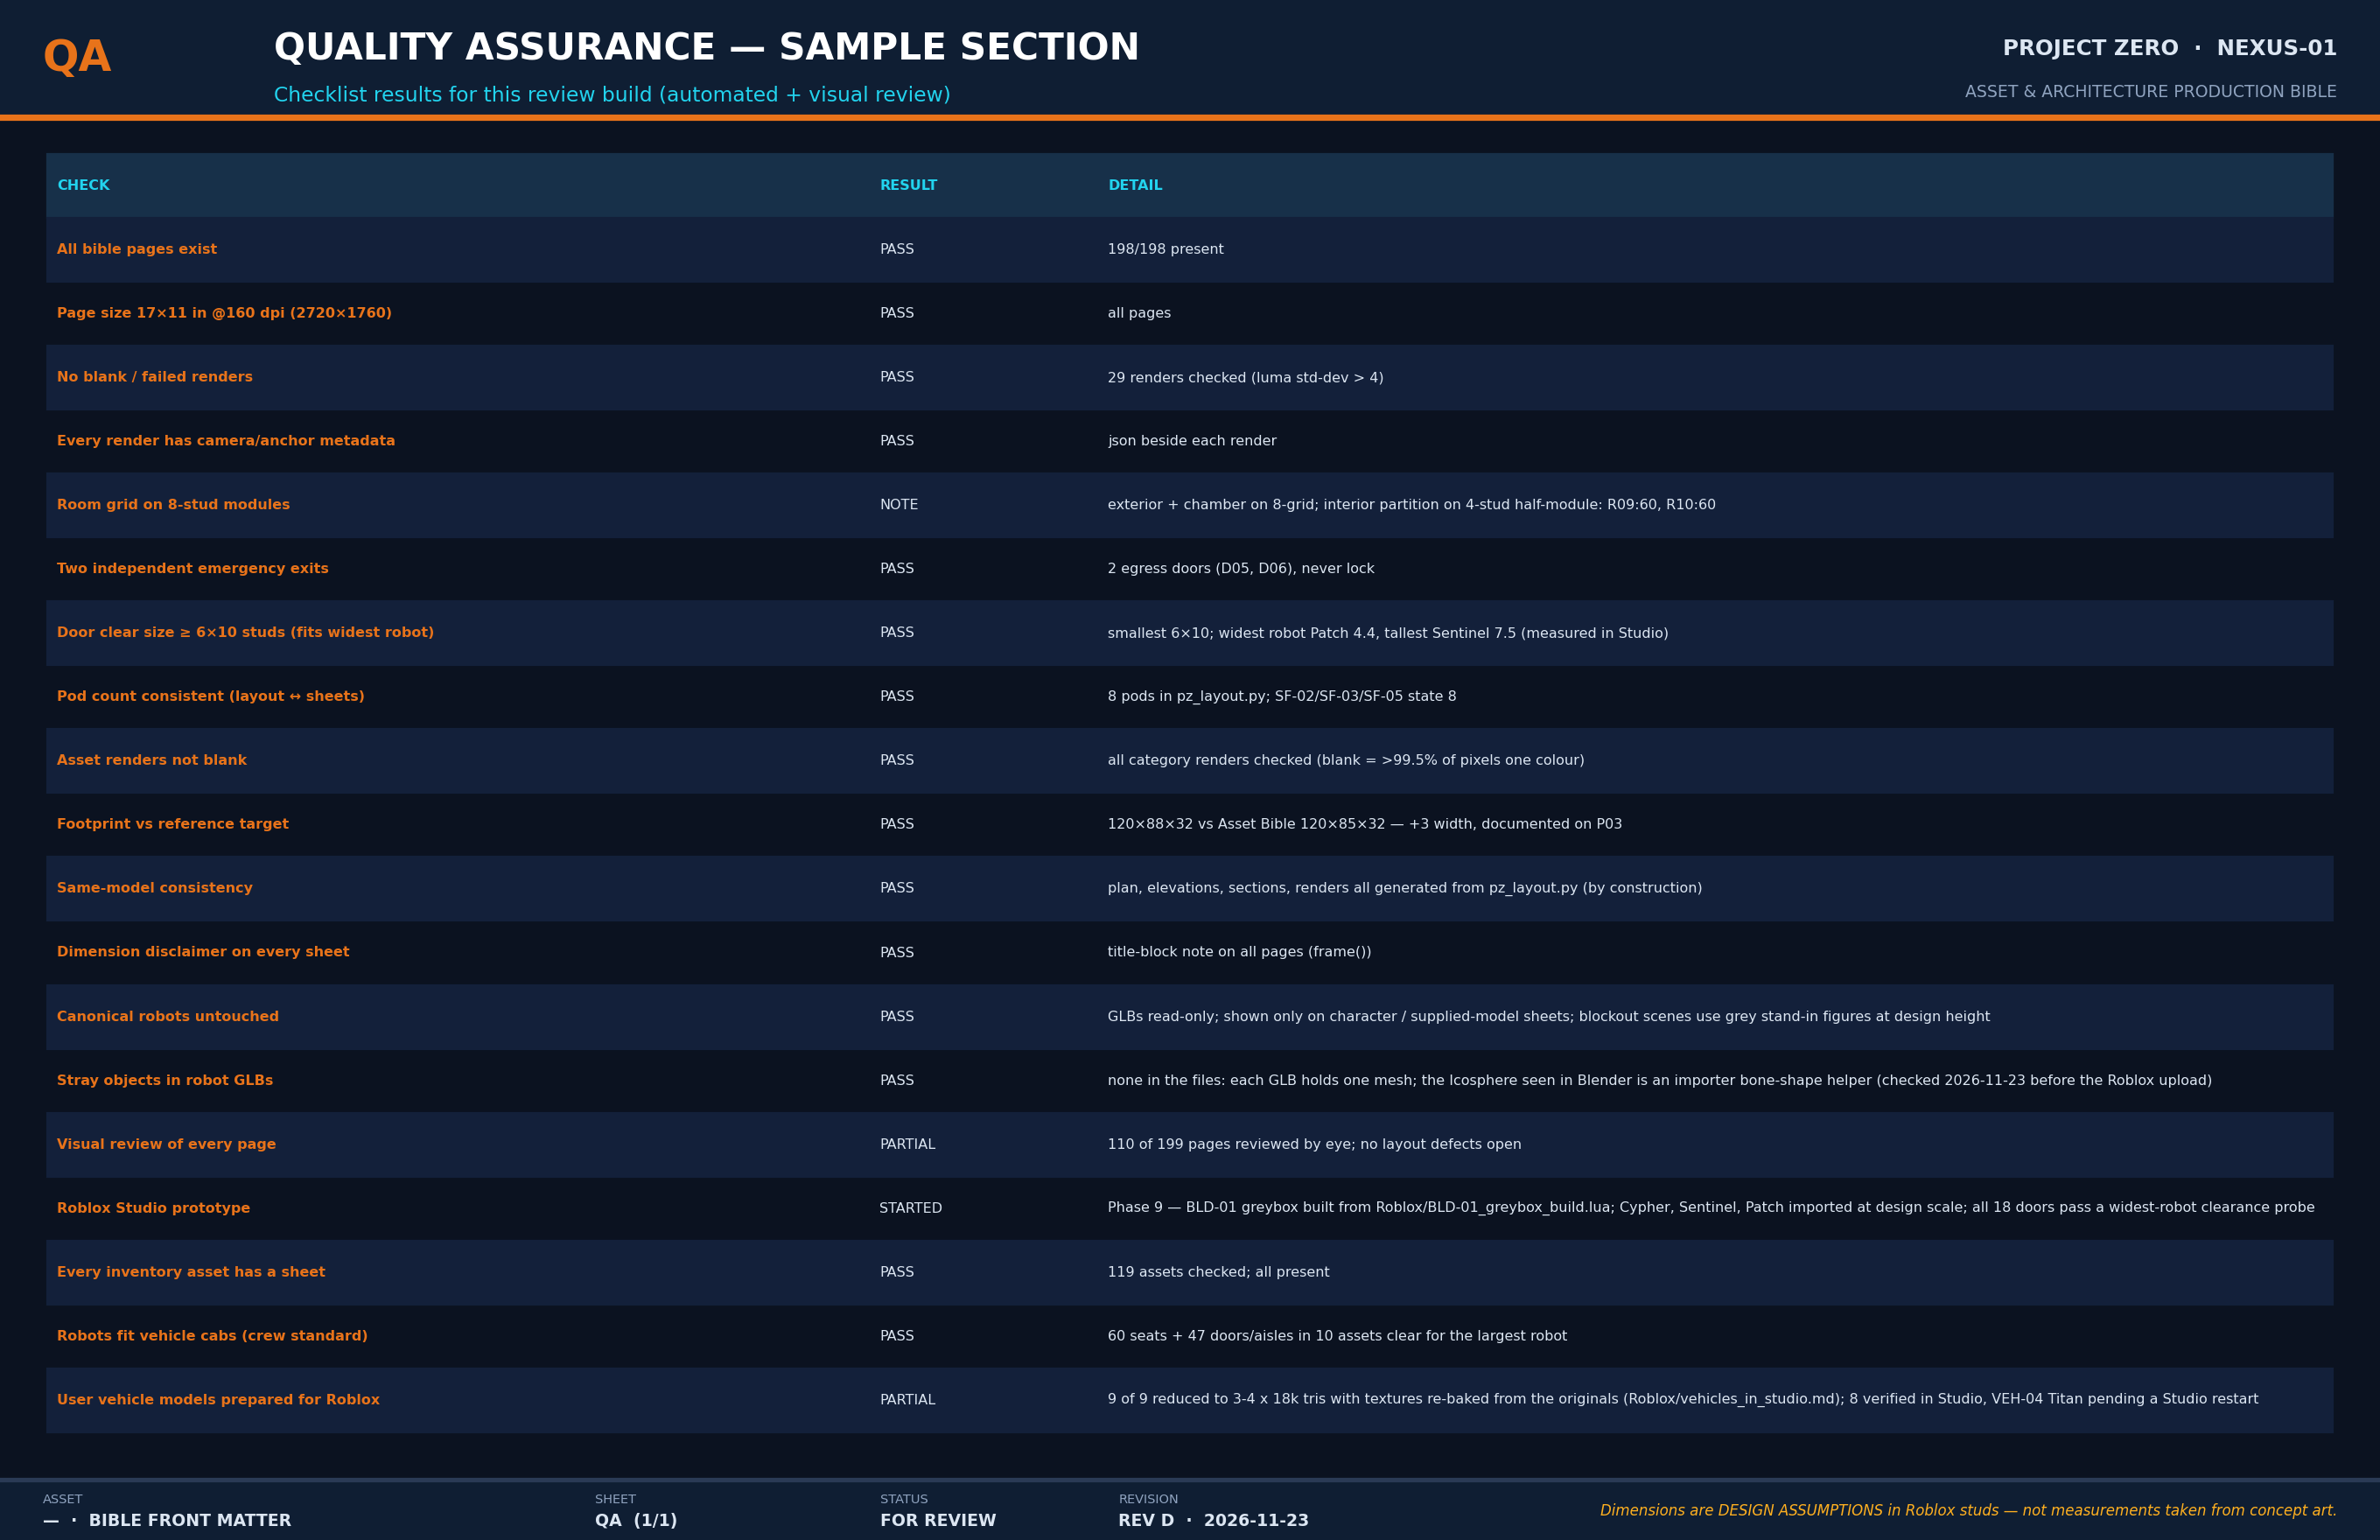 QA
QUALITY ASSURANCE — SAMPLE SECTION
Checklist results for this review build (automated + visual review)
PROJECT ZERO · NEXUS-01
ASSET & ARCHITECTURE PRODUCTION BIBLE
CHECK RESULT DETAIL
All bible pages exist PASS 198/198 present
Page size 17×11 in @160 dpi (2720×1760) PASS all pages
No blank / failed renders PASS 29 renders checked (luma std-dev > 4)
Every render has camera/anchor metadata PASS json beside each render
Room grid on 8-stud modules NOTE exterior + chamber on 8-grid; interior partition on 4-stud half-module: R09:60, R10:60
Two independent emergency exits PASS 2 egress doors (D05, D06), never lock
Door clear size ≥ 6×10 studs (fits widest robot) PASS smallest 6×10; widest robot Patch 4.4, tallest Sentinel 7.5 (measured in Studio)
Pod count consistent (layout ↔ sheets) PASS 8 pods in pz_layout.py; SF-02/SF-03/SF-05 state 8
Asset renders not blank PASS all category renders checked (blank = >99.5% of pixels one colour)
Footprint vs reference target PASS 120×88×32 vs Asset Bible 120×85×32 — +3 width, documented on P03
Same-model consistency PASS plan, elevations, sections, renders all generated from pz_layout.py (by construction)
Dimension disclaimer on every sheet PASS title-block note on all pages (frame())
Canonical robots untouched PASS GLBs read-only; shown only on character / supplied-model sheets; blockout scenes use grey stand-in figures at design height
Stray objects in robot GLBs PASS none in the files: each GLB holds one mesh; the Icosphere seen in Blender is an importer bone-shape helper (checked 2026-11-23 before the Roblox upload)
Visual review of every page PARTIAL 110 of 199 pages reviewed by eye; no layout defects open
Roblox Studio prototype STARTED Phase 9 — BLD-01 greybox built from Roblox/BLD-01_greybox_build.lua; Cypher, Sentinel, Patch imported at design scale; all 18 doors pass a widest-robot clearance probe
Every inventory asset has a sheet PASS 119 assets checked; all present
Robots fit vehicle cabs (crew standard) PASS 60 seats + 47 doors/aisles in 10 assets clear for the largest robot
User vehicle models prepared for Roblox PARTIAL 9 of 9 reduced to 3-4 x 18k tris with textures re-baked from the originals (Roblox/vehicles_in_studio.md); 8 verified in Studio, VEH-04 Titan pending a Studio restart
ASSET SHEET STATUS REVISION
— · BIBLE FRONT MATTER QA (1/1) FOR REVIEW REV D · 2026-11-23
Dimensions are DESIGN ASSUMPTIONS in Roblox studs — not measurements taken from concept art.